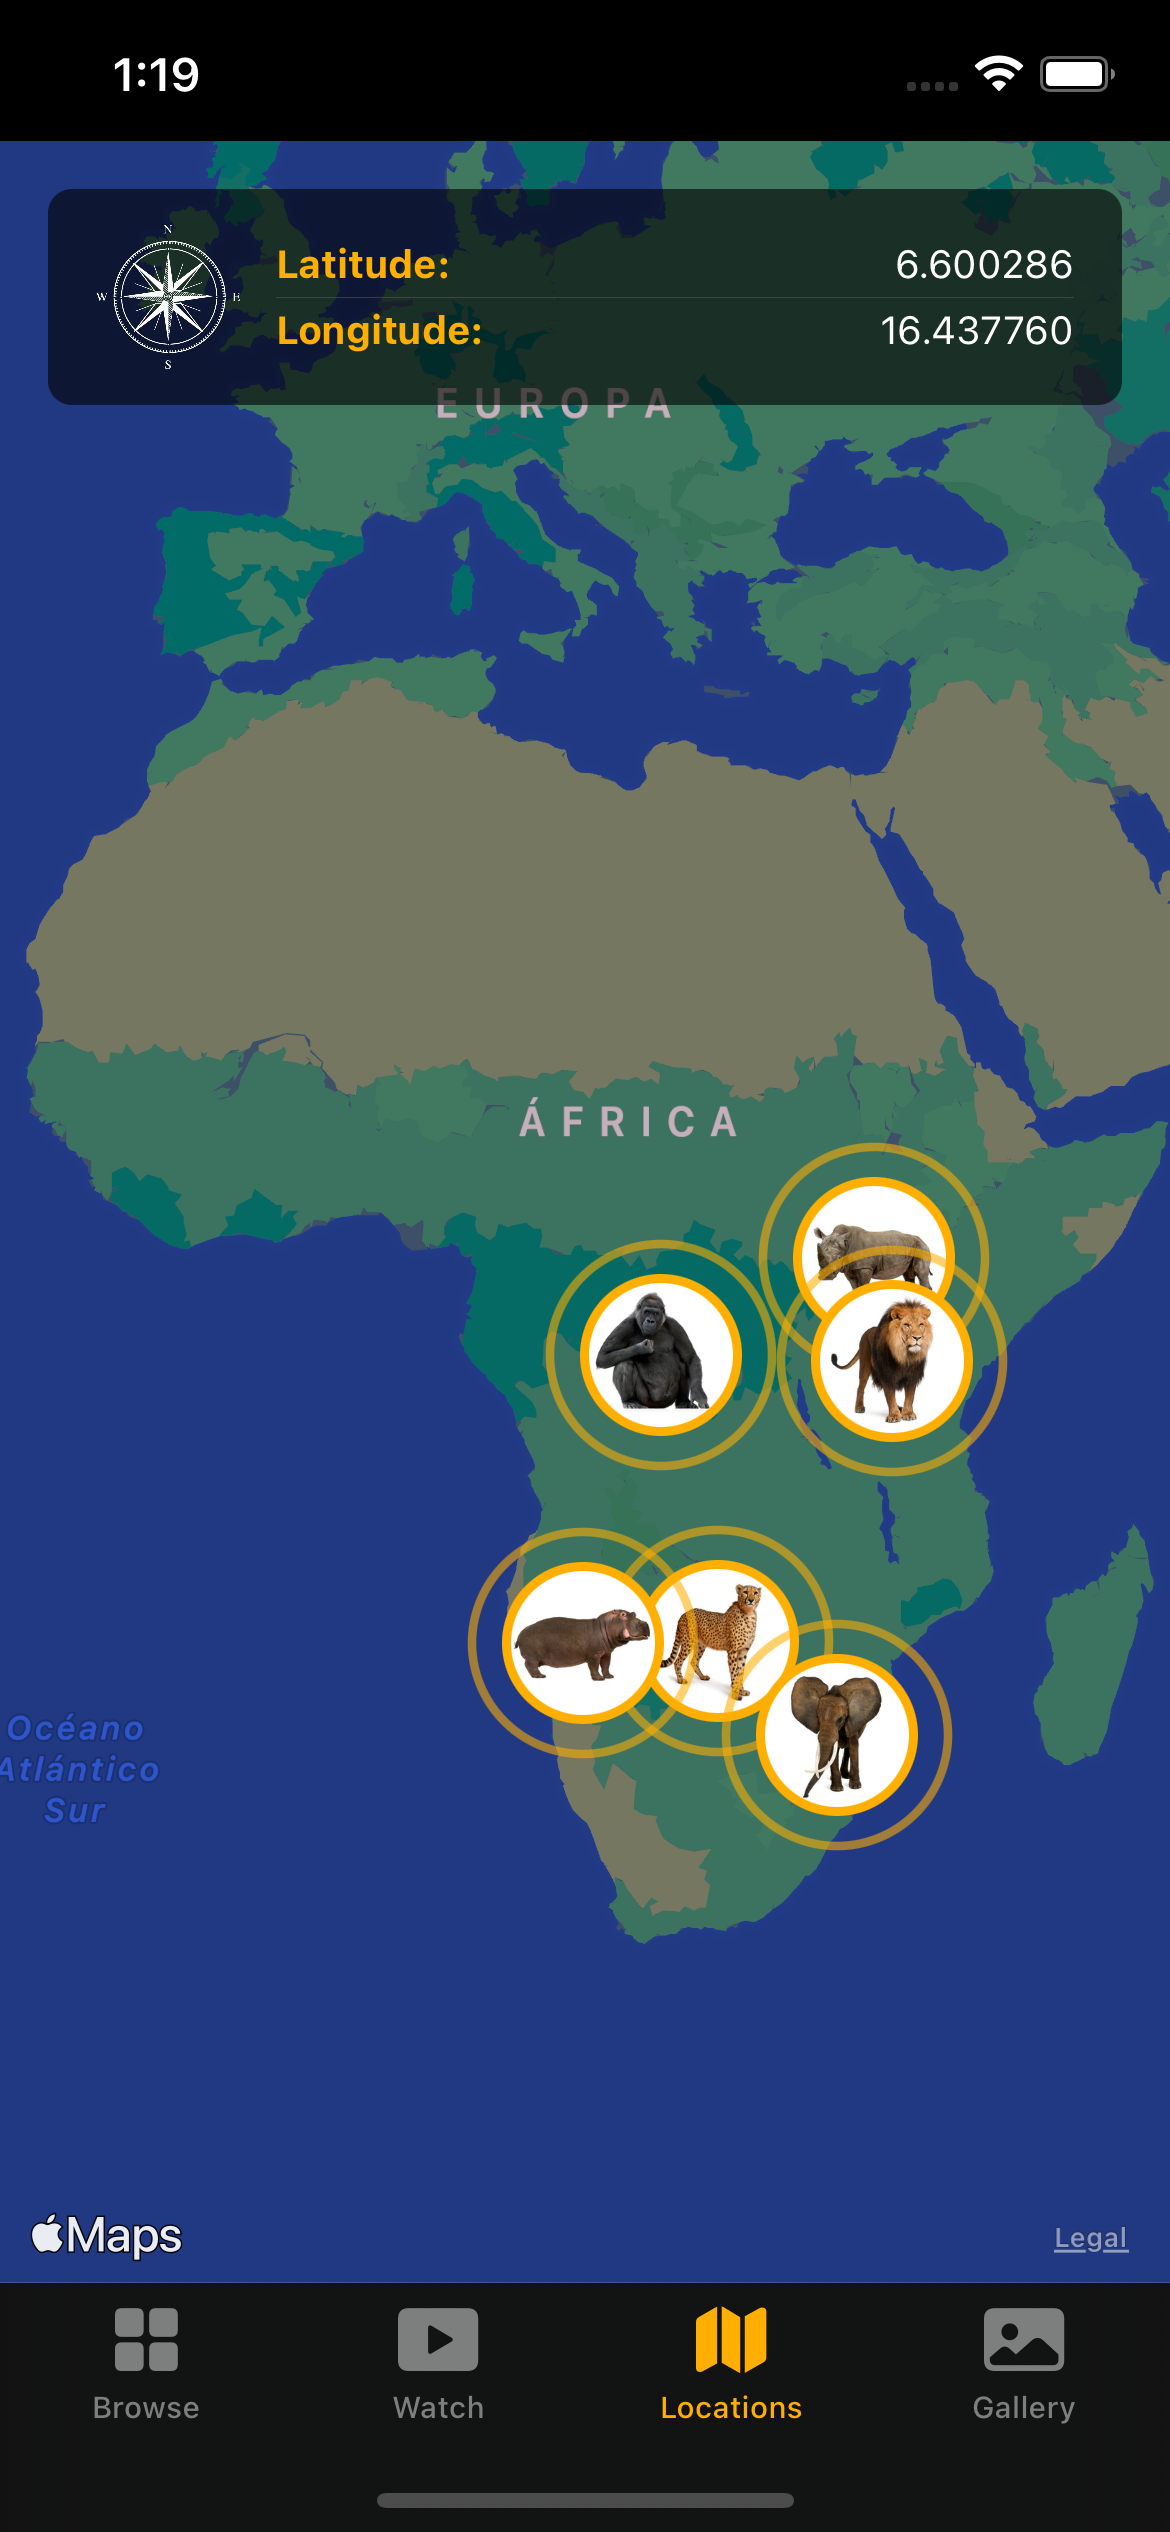 1:19
N
W E
S
Latitude: 6.600286
Longitude: 16.437760
EUROPA
ÁFRICA
Océano
Atlántico
Sur
Maps
Legal
Browse Watch Locations Gallery